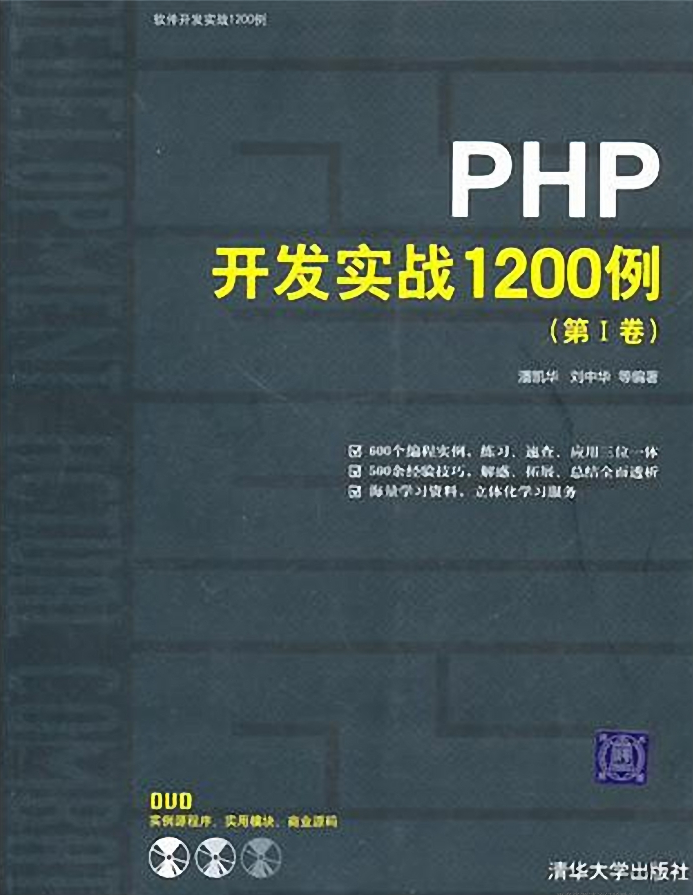 软件开发实战1200例
PHP
开发实战1200例
(第Ⅰ卷)
潘凯华 刘中华 等编著
600个编程实例,练习、速查、应用三位一体
500条经验技巧,解惑、拓展、总结全面透析
海量学习资料,立体化学习服务
DVD
实例源程序、实用模块、商业源码
清华大学出版社